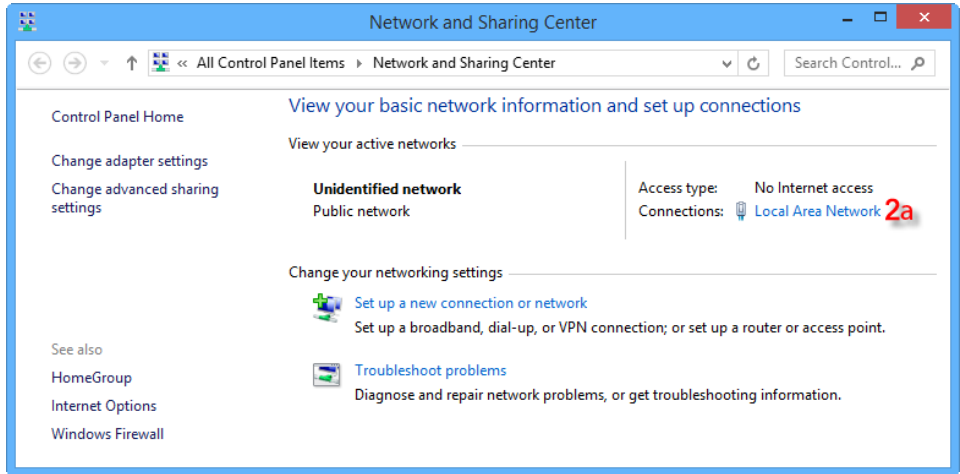 Network and Sharing Center
« All Control Panel Items Network and Sharing Center
Search Control...
Control Panel Home
Change adapter settings
Change advanced sharing
settings
See also
HomeGroup
Internet Options
Windows Firewall
View your basic network information and set up connections
View your active networks
Unidentified network
Public network
Access type: No Internet access
Connections: Local Area Network 2a
Change your networking settings
Set up a new connection or network
Set up a broadband, dial-up, or VPN connection; or set up a router or access point.
Troubleshoot problems
Diagnose and repair network problems, or get troubleshooting information.